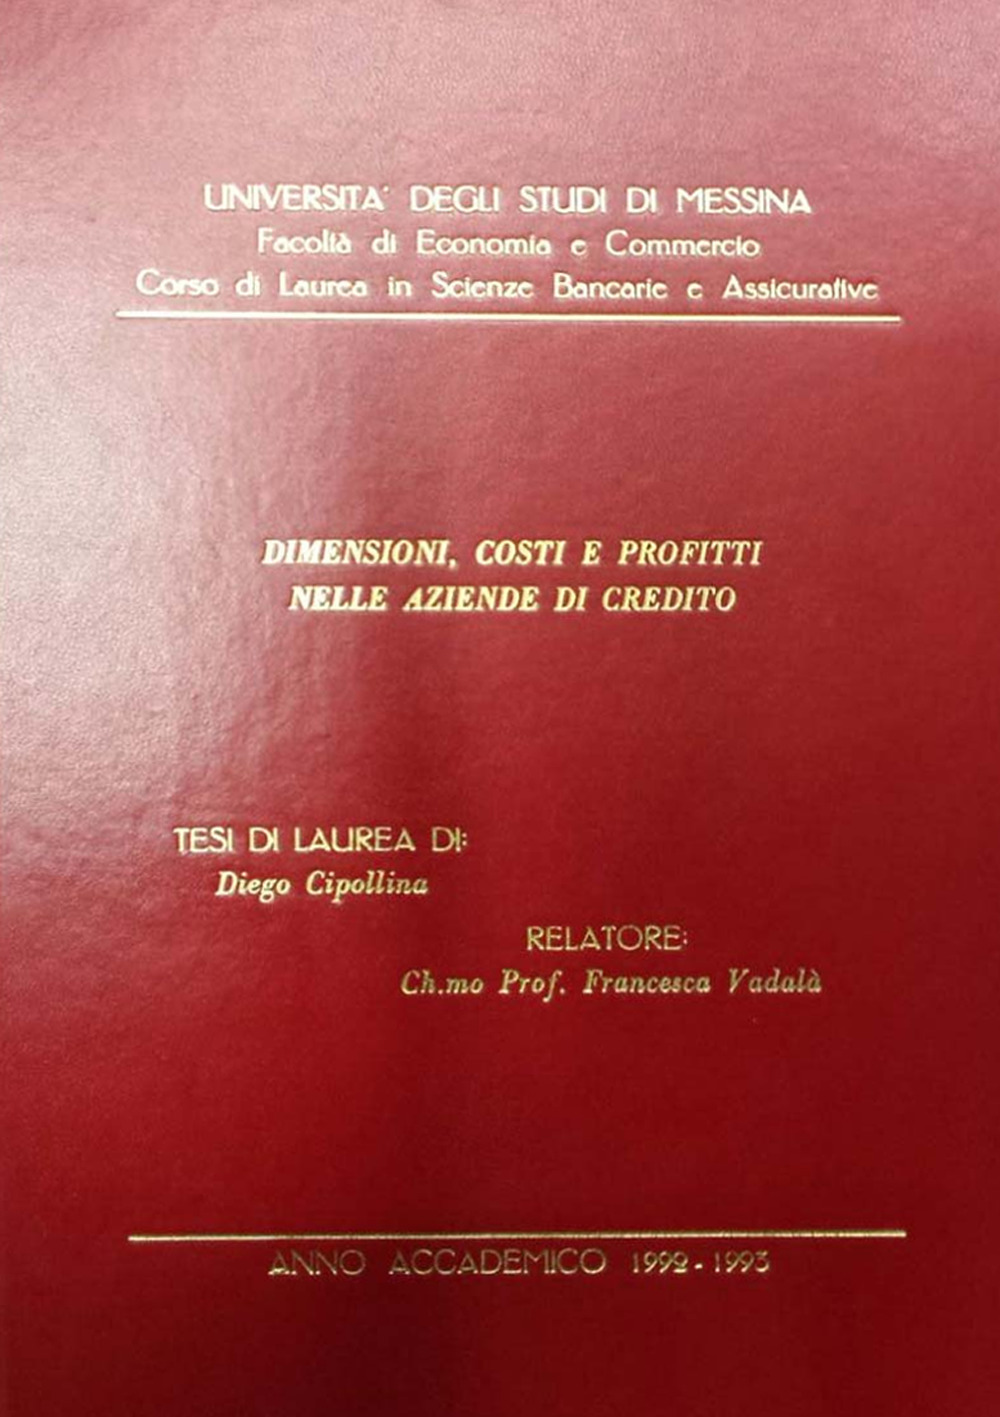 UNIVERSITA' DEGLI STUDI DI MESSINA
Facoltà di Economia e Commercio
Corso di Laurea in Scienze Bancarie e Assicurative
DIMENSIONI, COSTI E PROFITTI
NELLE AZIENDE DI CREDITO
TESI DI LAUREA DI:
Diego Cipollina
RELATORE:
Ch.mo Prof. Francesca Vadalà
ANNO ACCADEMICO 1992-1993